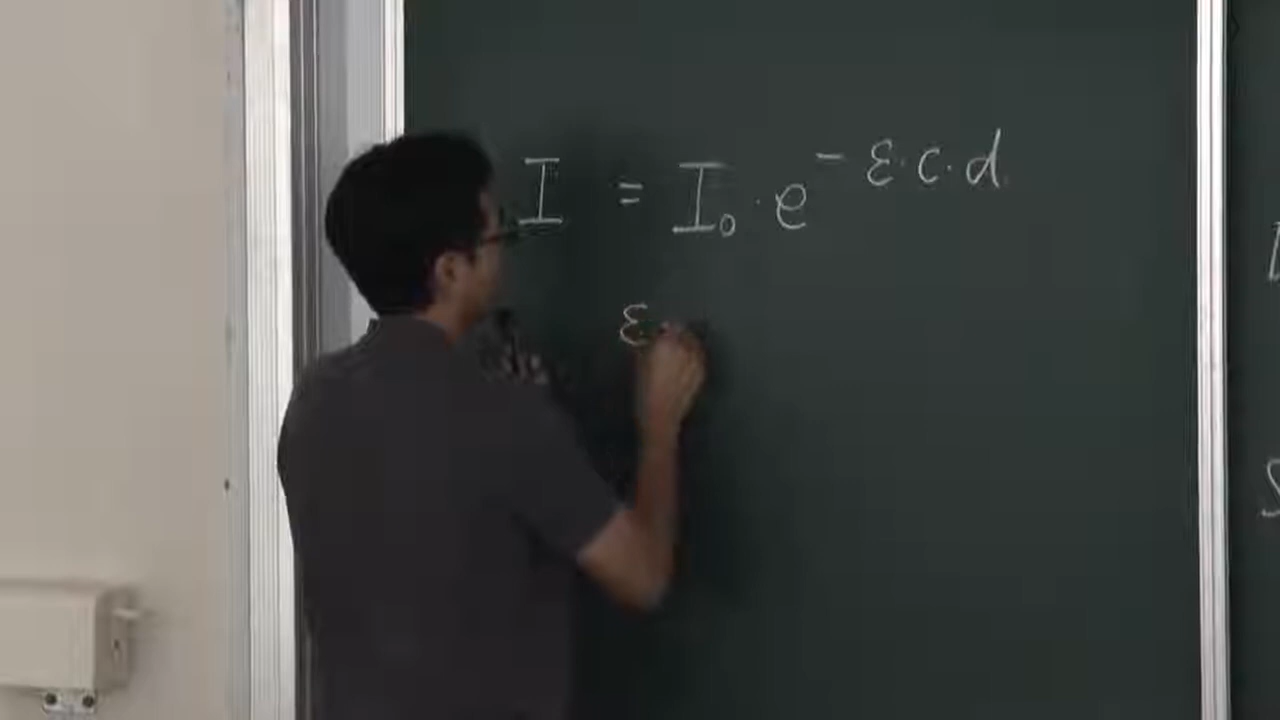 I = I₀ · e^{- ε · c · d}
ε